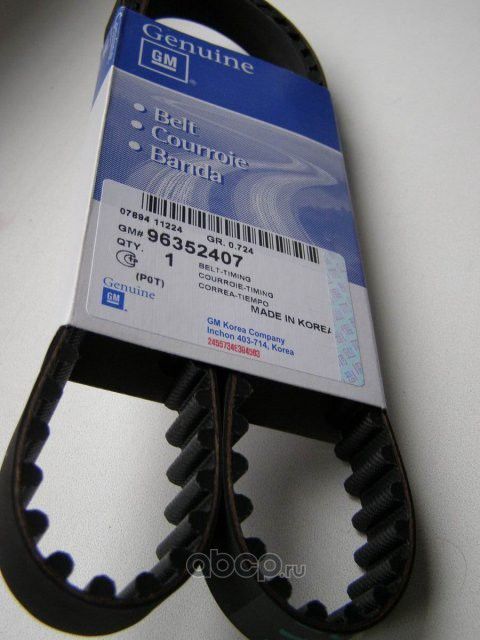 Genuine
GM
• Belt
• Courroie
• Banda
07894 11224 GR. 0.724
GM# 96352407
QTY. 1
BELT-TIMING
COURROIE-TIMING
CORREA-TIEMPO
(P0T)
MADE IN KOREA
Genuine
GM
GM Korea Company
Inchon 403-714, Korea
abcp.ru